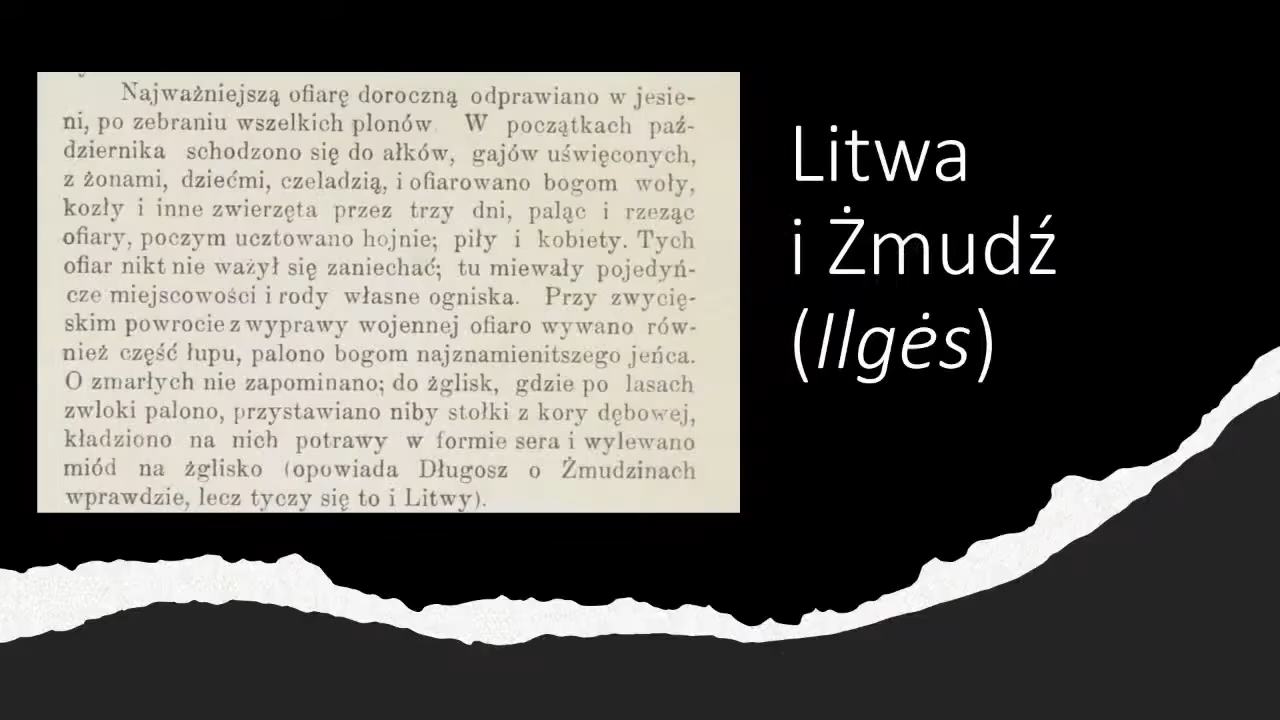 Najważniejszą ofiarę doroczną odprawiano w jesie-
ni, po zebraniu wszelkich plonów. W początkach paź-
dziernika schodzono się do ałków, gajów uświęconych,
z żonami, dziećmi, czeladzią, i ofiarowano bogom woły,
kozły i inne zwierzęta przez trzy dni, paląc i rzeząc
ofiary, poczym ucztowano hojnie; piły i kobiety. Tych
ofiar nikt nie ważył się zaniechać; tu miewały pojedyń-
cze miejscowości i rody własne ogniska. Przy zwycię-
skim powrocie z wyprawy wojennej ofiaro wywano rów-
nież część łupu, palono bogom najznamienitszego jeńca.
O zmarłych nie zapominano; do żglisk, gdzie po lasach
zwloki palono, przystawiano niby stołki z kory dębowej,
kładziono na nich potrawy w formie sera i wylewano
miód na żglisko (opowiada Długosz o Żmudzinach
wprawdzie, lecz tyczy się to i Litwy).
Litwa
i Żmudź
(Ilgės)